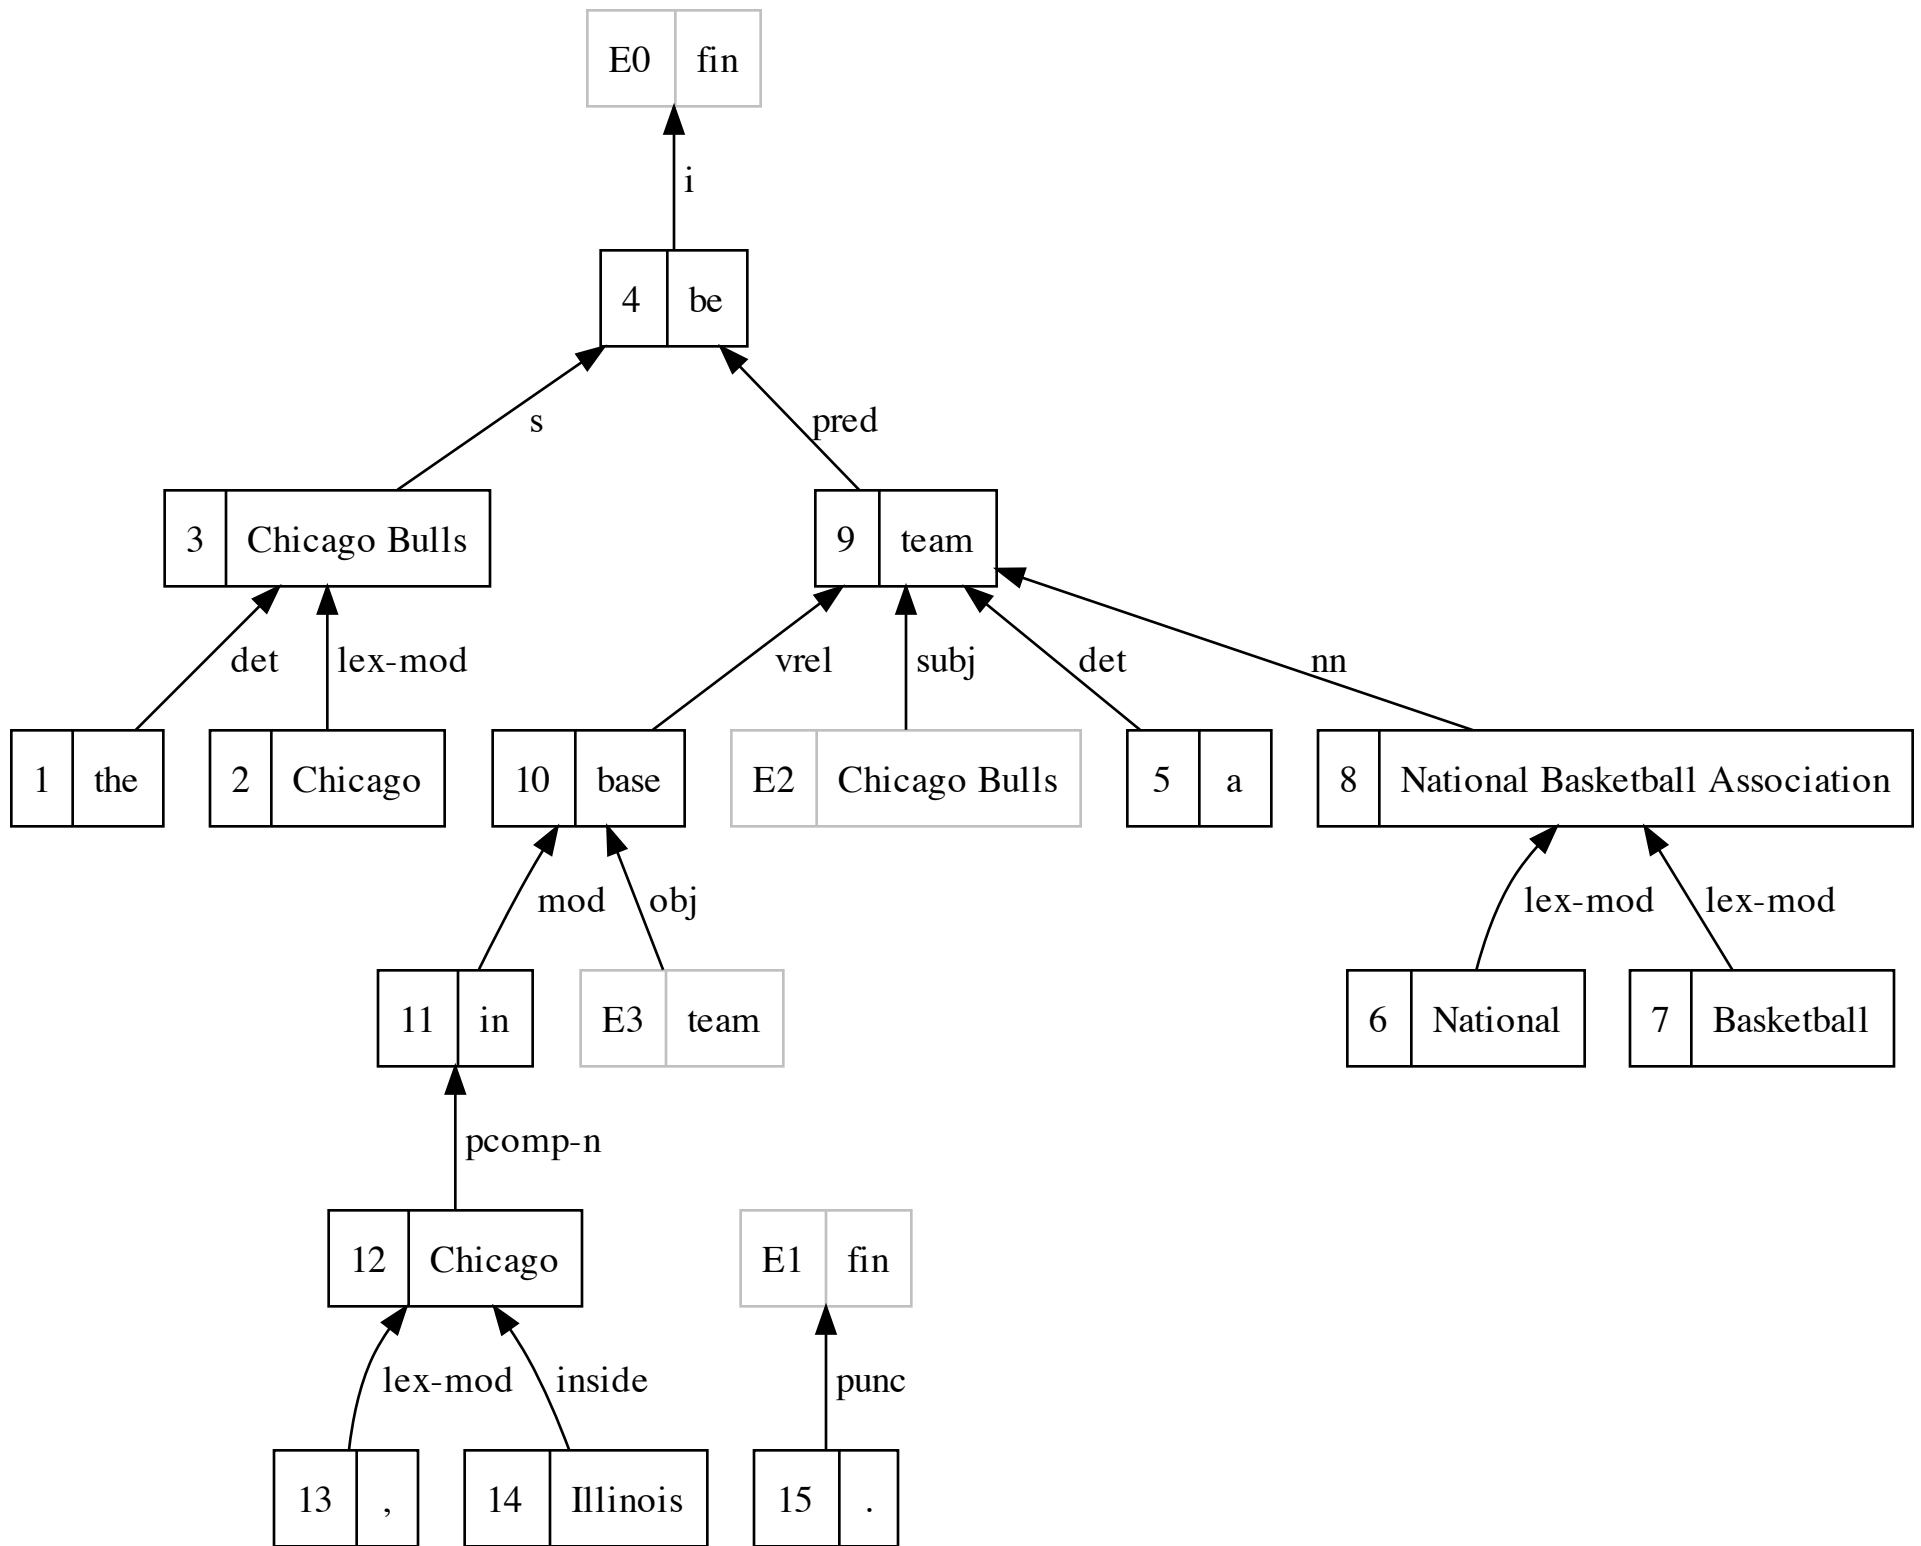 E0 fin
i
4 be
s pred
3 Chicago Bulls 9 team
det lex-mod vrel subj det nn
1 the 2 Chicago 10 base E2 Chicago Bulls 5 a 8 National Basketball Association
mod obj lex-mod lex-mod
11 in E3 team 6 National 7 Basketball
pcomp-n
12 Chicago E1 fin
lex-mod inside punc
13 , 14 Illinois 15 .